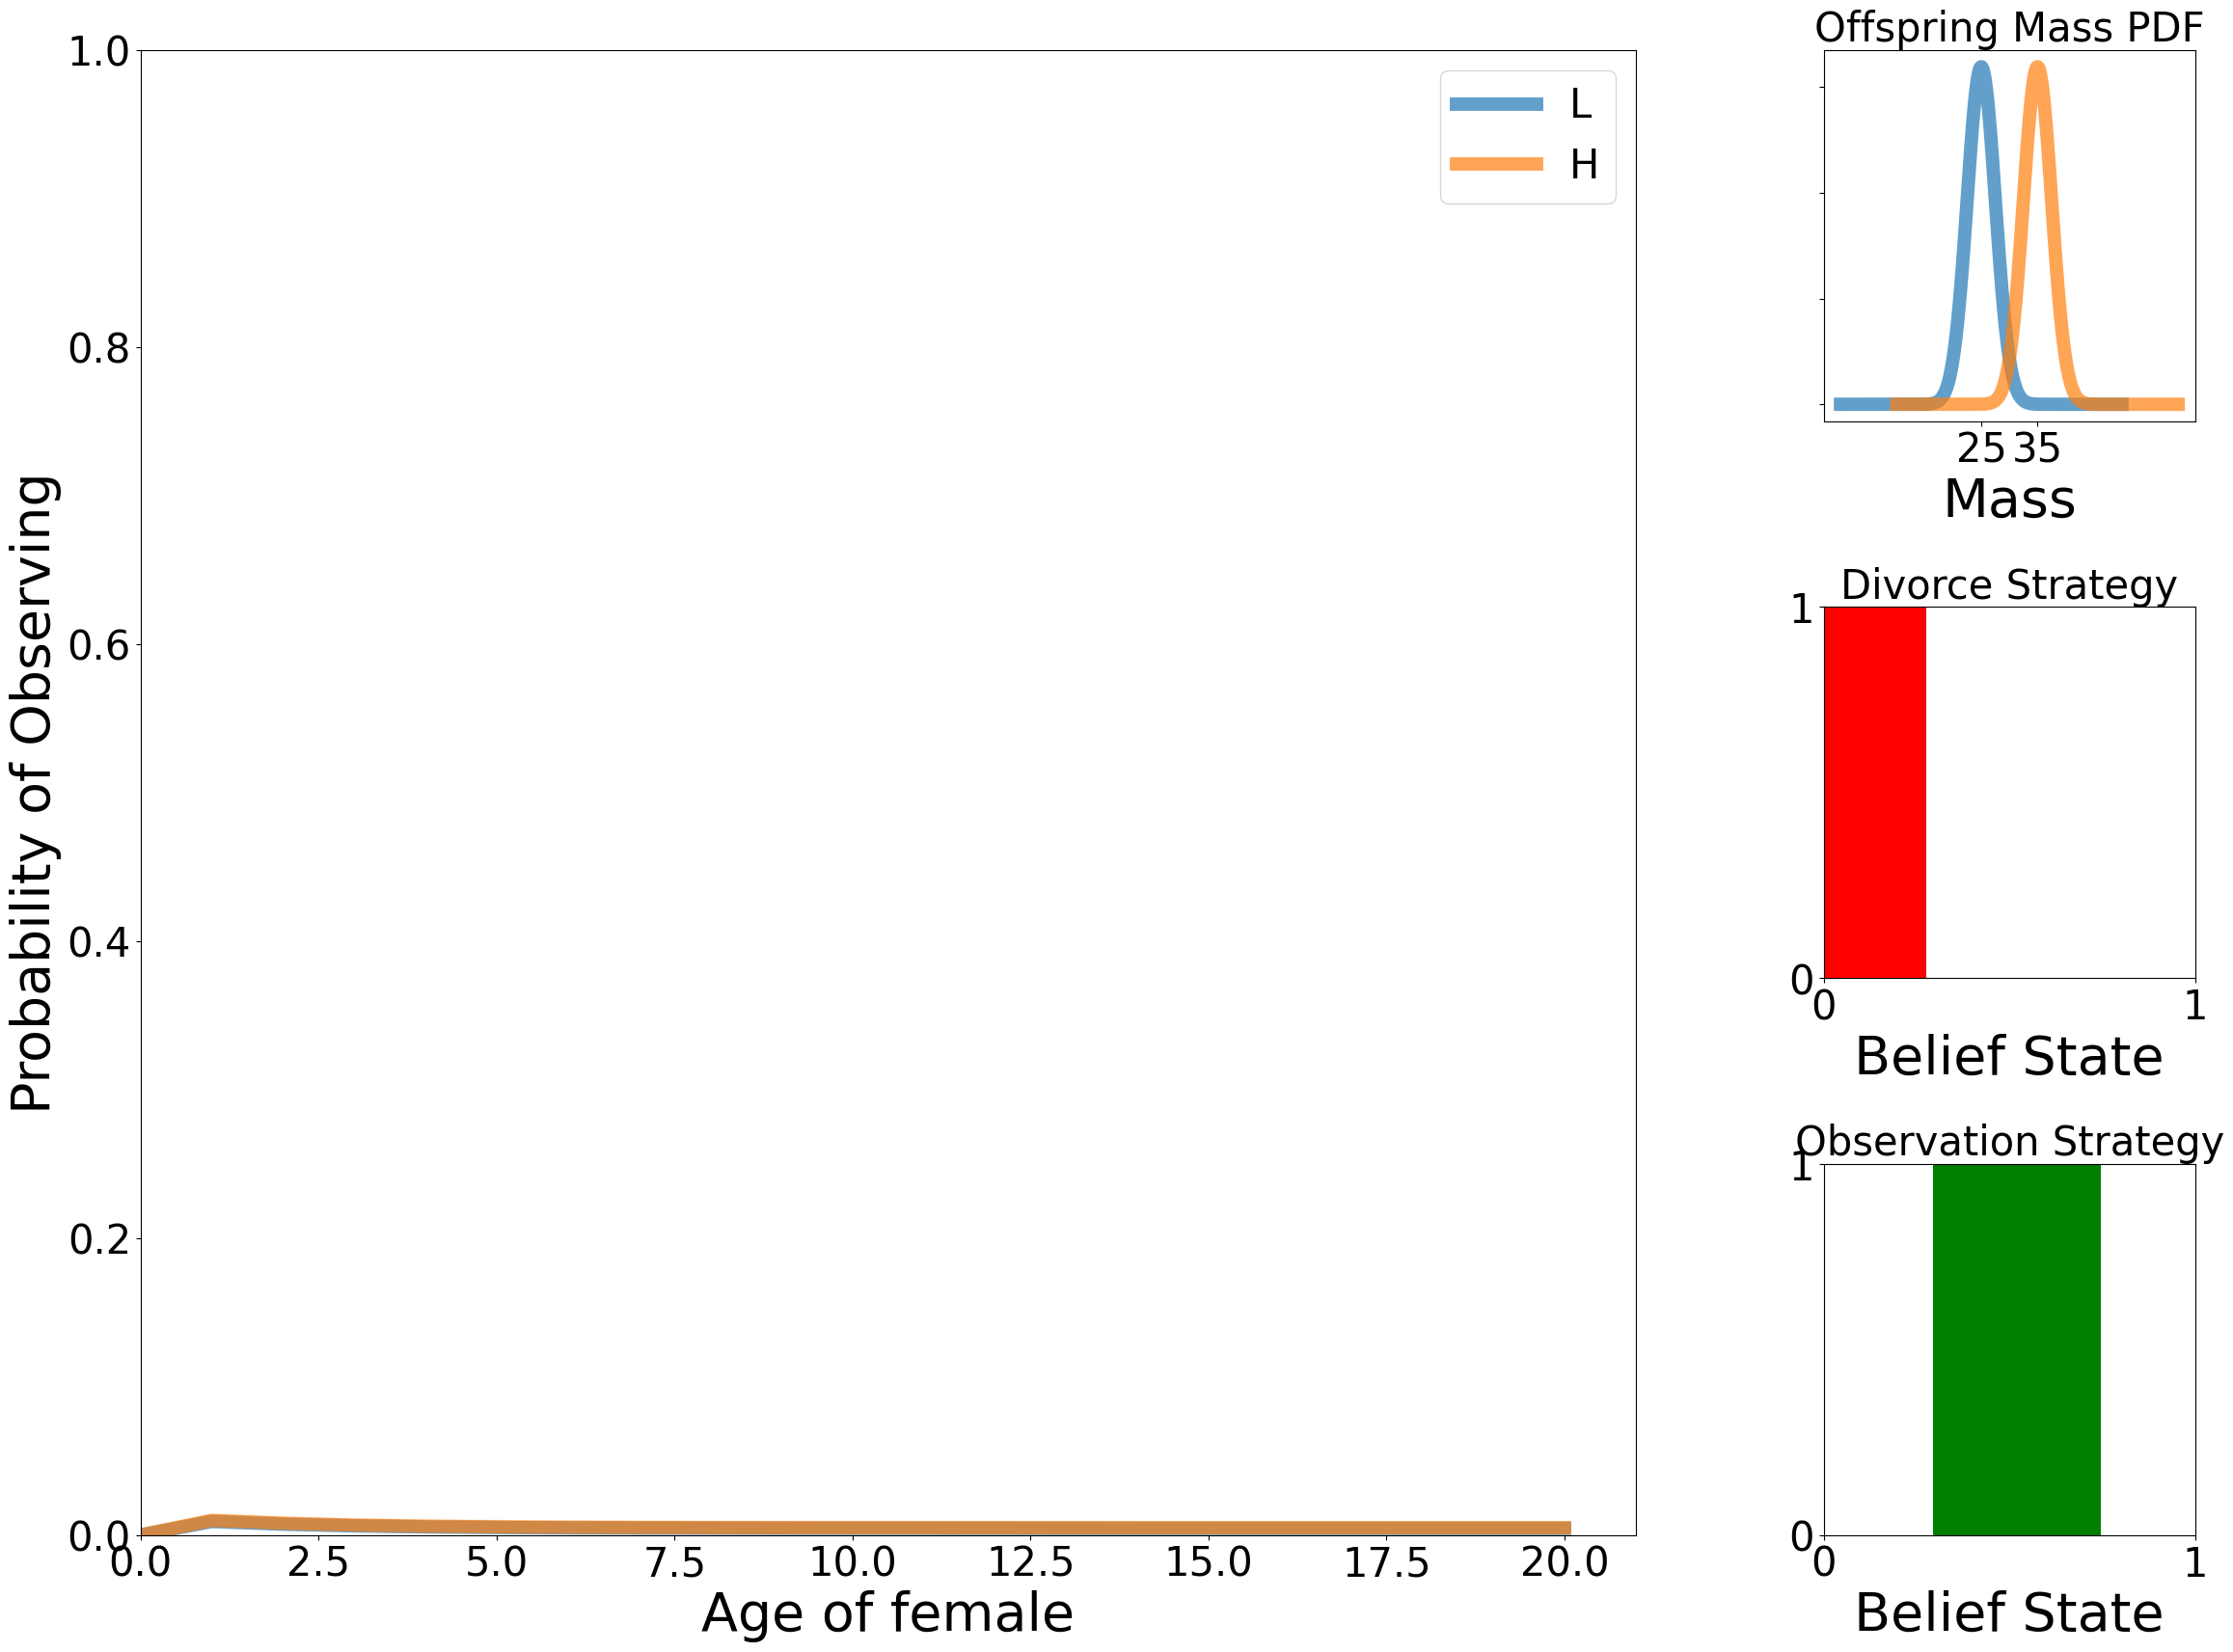 Probability of Observing
1.0
0.8
0.6
0.4
0.2
0.0
0.0 2.5 5.0 7.5 10.0 12.5 15.0 17.5 20.0
Age of female
L
H
Offspring Mass PDF
25 35
Mass
Divorce Strategy
1
0
0 1
Belief State
Observation Strategy
1
0
0 1
Belief State